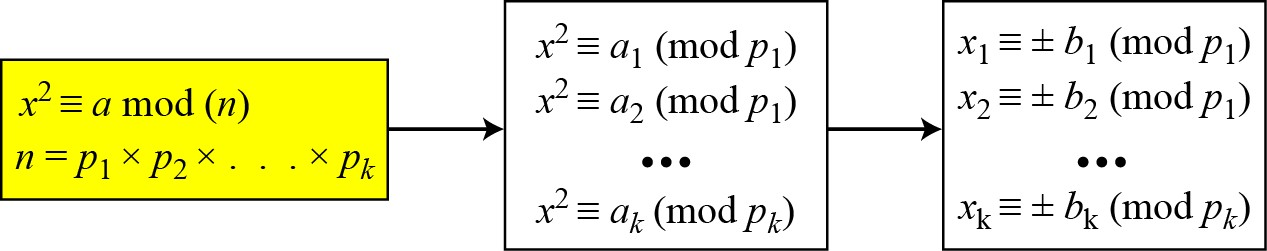 x² ≡ a mod (n)
n = p₁ × p₂ × . . . × pₖ
x² ≡ a₁ (mod p₁)
x² ≡ a₂ (mod p₁)
•••
x² ≡ aₖ (mod pₖ)
x₁ ≡ ± b₁ (mod p₁)
x₂ ≡ ± b₂ (mod p₁)
•••
xₖ ≡ ± bₖ (mod pₖ)